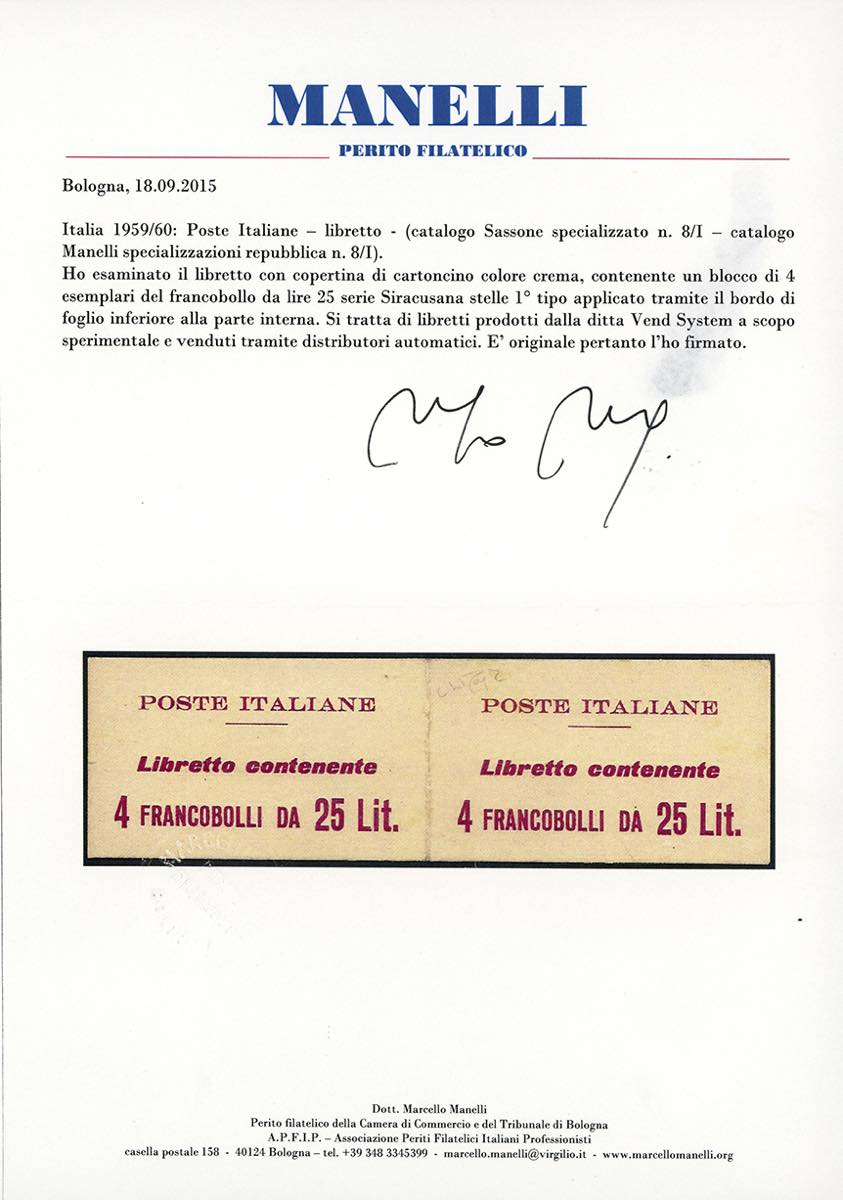 MANELLI
PERITO FILATELICO
Bologna, 18.09.2015
Italia 1959/60: Poste Italiane – libretto - (catalogo Sassone specializzato n. 8/I – catalogo
Manelli specializzazioni repubblica n. 8/I).
Ho esaminato il libretto con copertina di cartoncino colore crema, contenente un blocco di 4
esemplari del francobollo da lire 25 serie Siracusana stelle 1° tipo applicato tramite il bordo di
foglio inferiore alla parte interna. Si tratta di libretti prodotti dalla ditta Vend System a scopo
sperimentale e venduti tramite distributori automatici. E’ originale pertanto l’ho firmato.
POSTE ITALIANE
Libretto contenente
4 FRANCOBOLLI DA 25 Lit.
POSTE ITALIANE
Libretto contenente
4 FRANCOBOLLI DA 25 Lit.
Dott. Marcello Manelli
Perito filatelico della Camera di Commercio e del Tribunale di Bologna
A.P.F.I.P. – Associazione Periti Filatelici Italiani Professionisti
casella postale 158 - 40124 Bologna – tel. +39 348 3345399 - marcello.manelli@virgilio.it - www.marcellomanelli.org